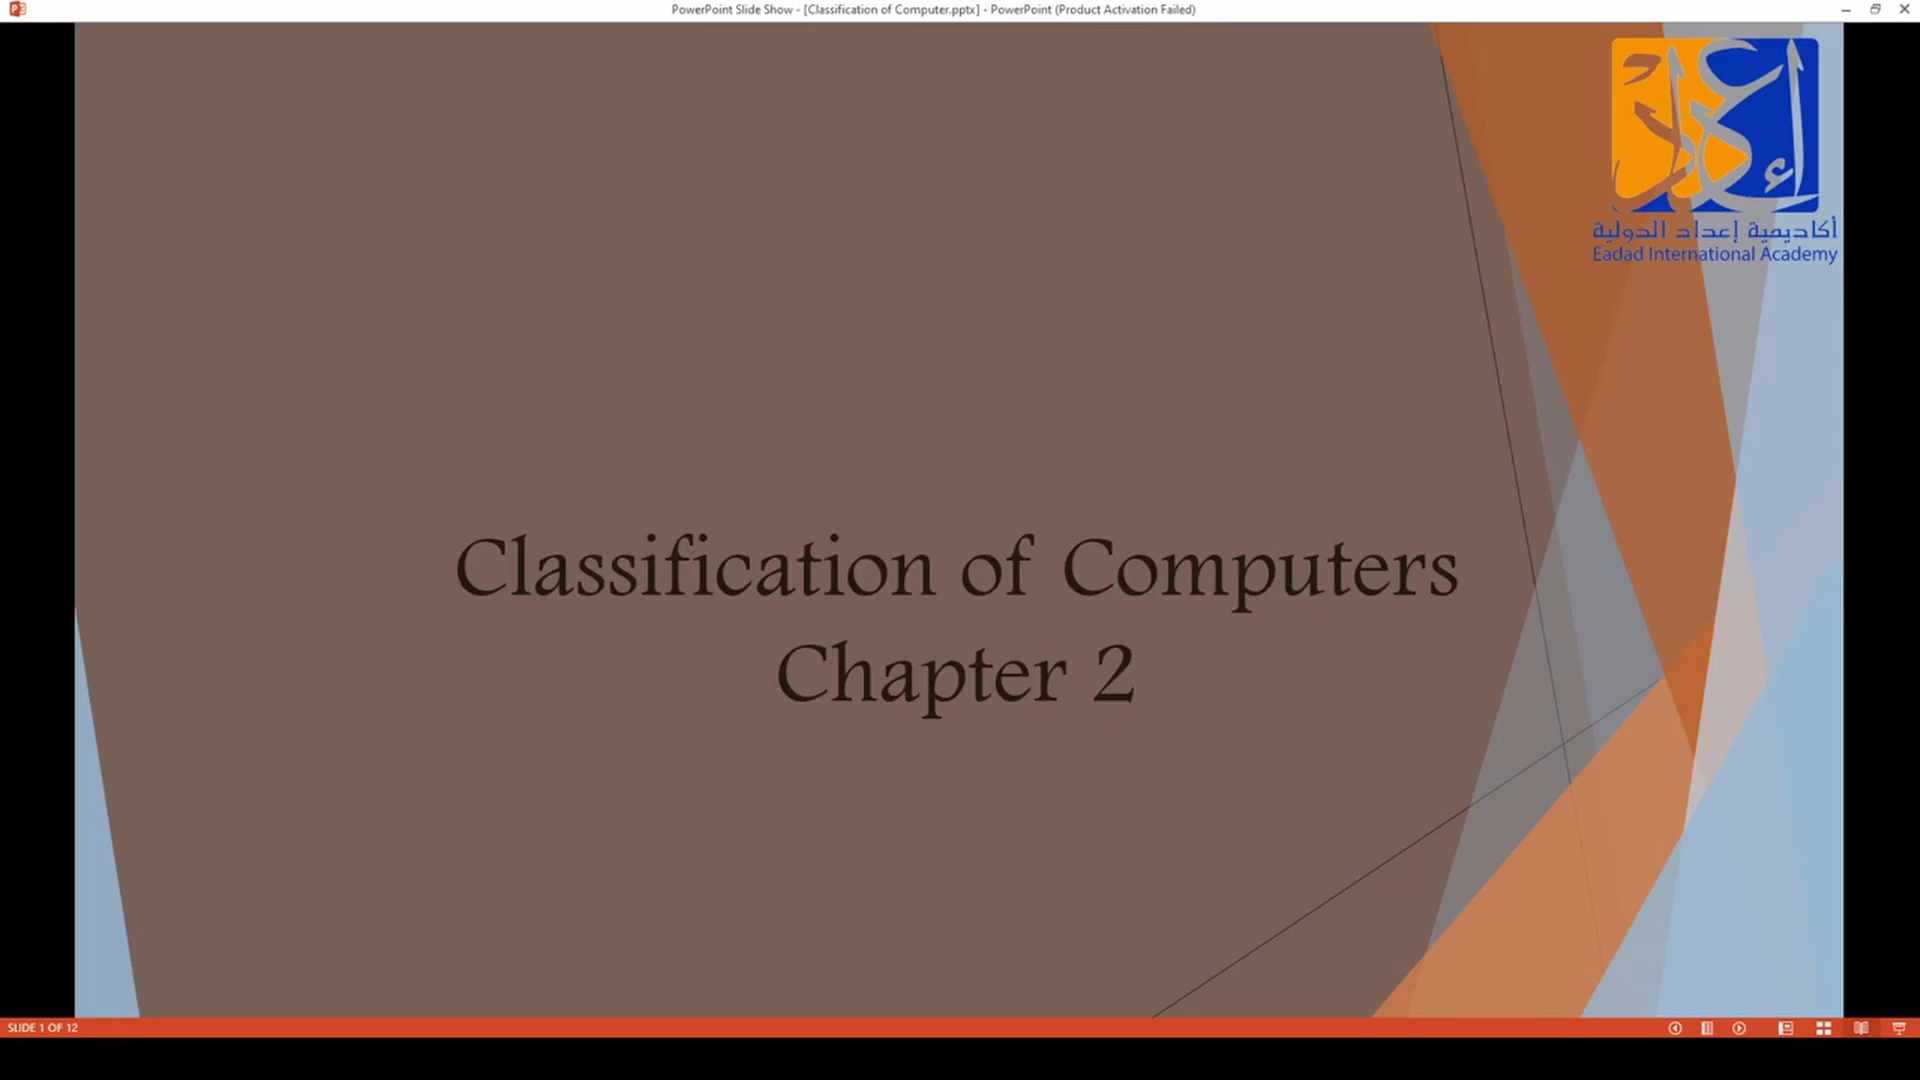 PowerPoint Slide Show - [Classification of Computer.pptx] - PowerPoint (Product Activation Failed)
إعداد
أكاديمية إعداد الدولية
Eadad International Academy
Classification of Computers
Chapter 2
SLIDE 1 OF 12